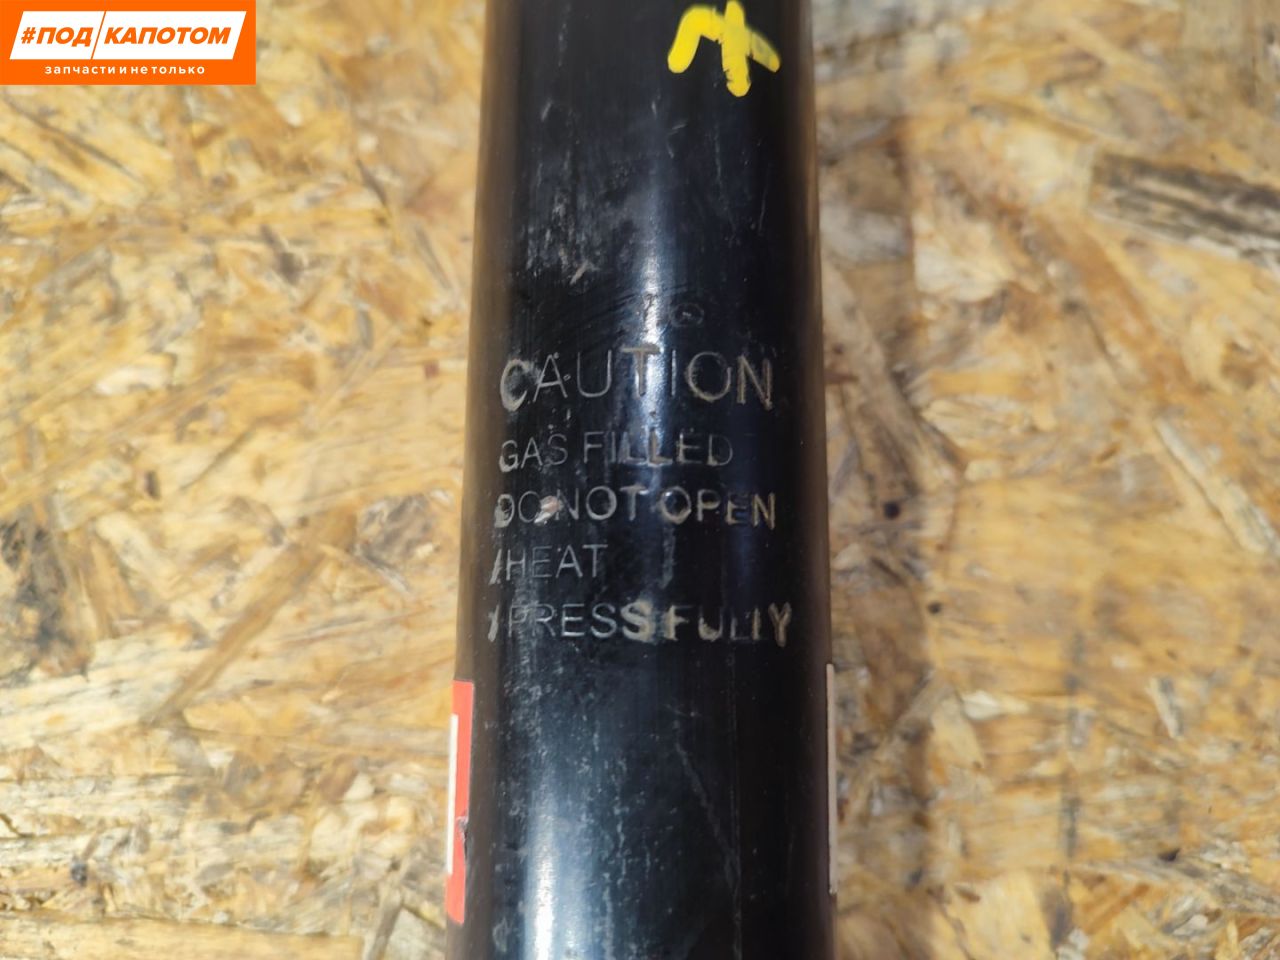 #ПОД КАПОТОМ
запчасти и не только
CAUTION
GAS FILLED
DO NOT OPEN
/HEAT
/PRESS FULLY